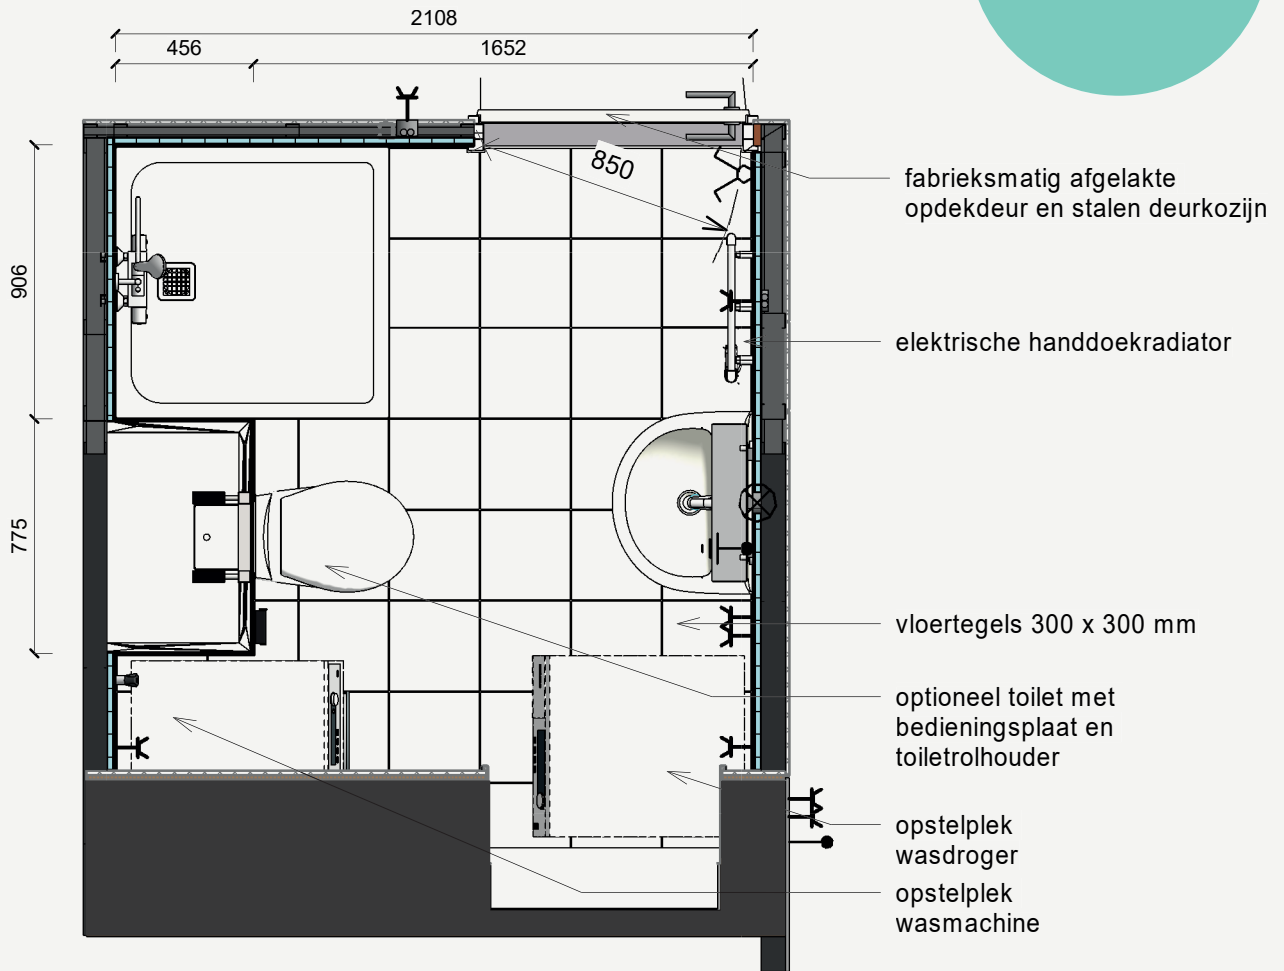 2108
456
1652
850
906
775
fabrieksmatig afgelakte
opdekdeur en stalen deurkozijn
elektrische handdoekradiator
vloertegels 300 x 300 mm
optioneel toilet met
bedieningsplaat en
toiletrolhouder
opstelplek
wasdroger
opstelplek
wasmachine